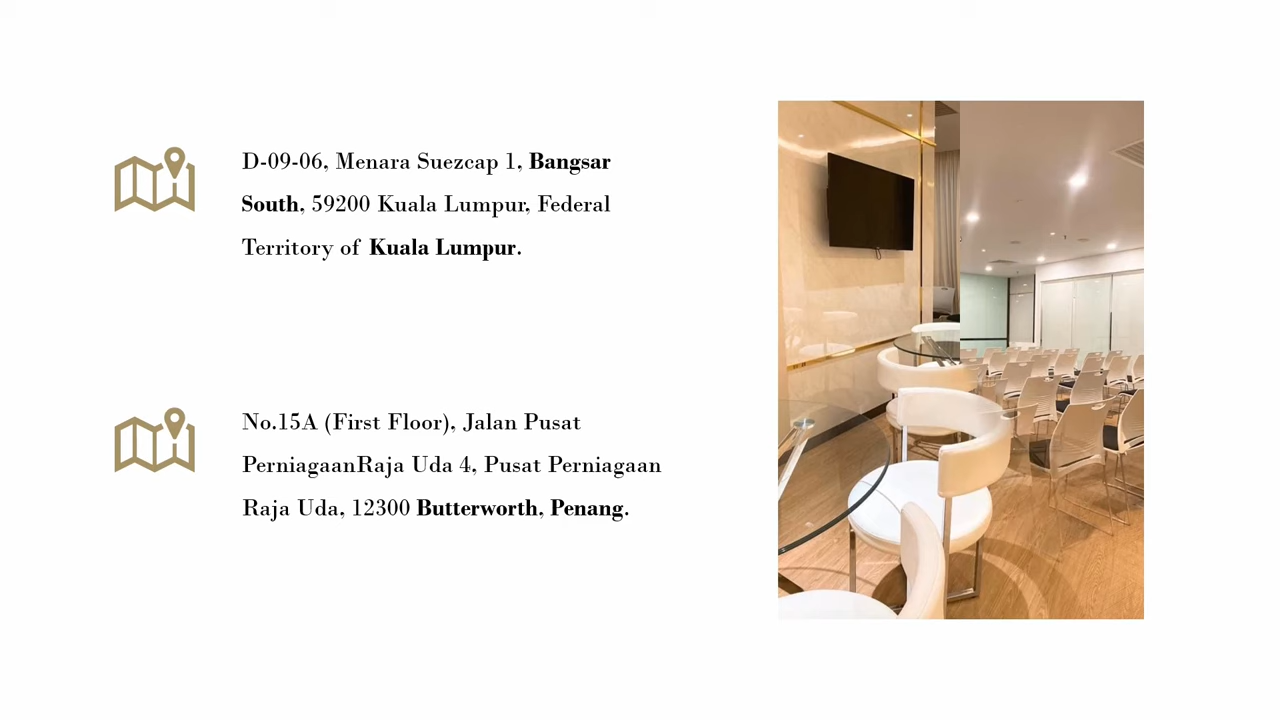 D-09-06, Menara Suezcap 1, Bangsar
South, 59200 Kuala Lumpur, Federal
Territory of Kuala Lumpur.
No.15A (First Floor), Jalan Pusat
PerniagaanRaja Uda 4, Pusat Perniagaan
Raja Uda, 12300 Butterworth, Penang.